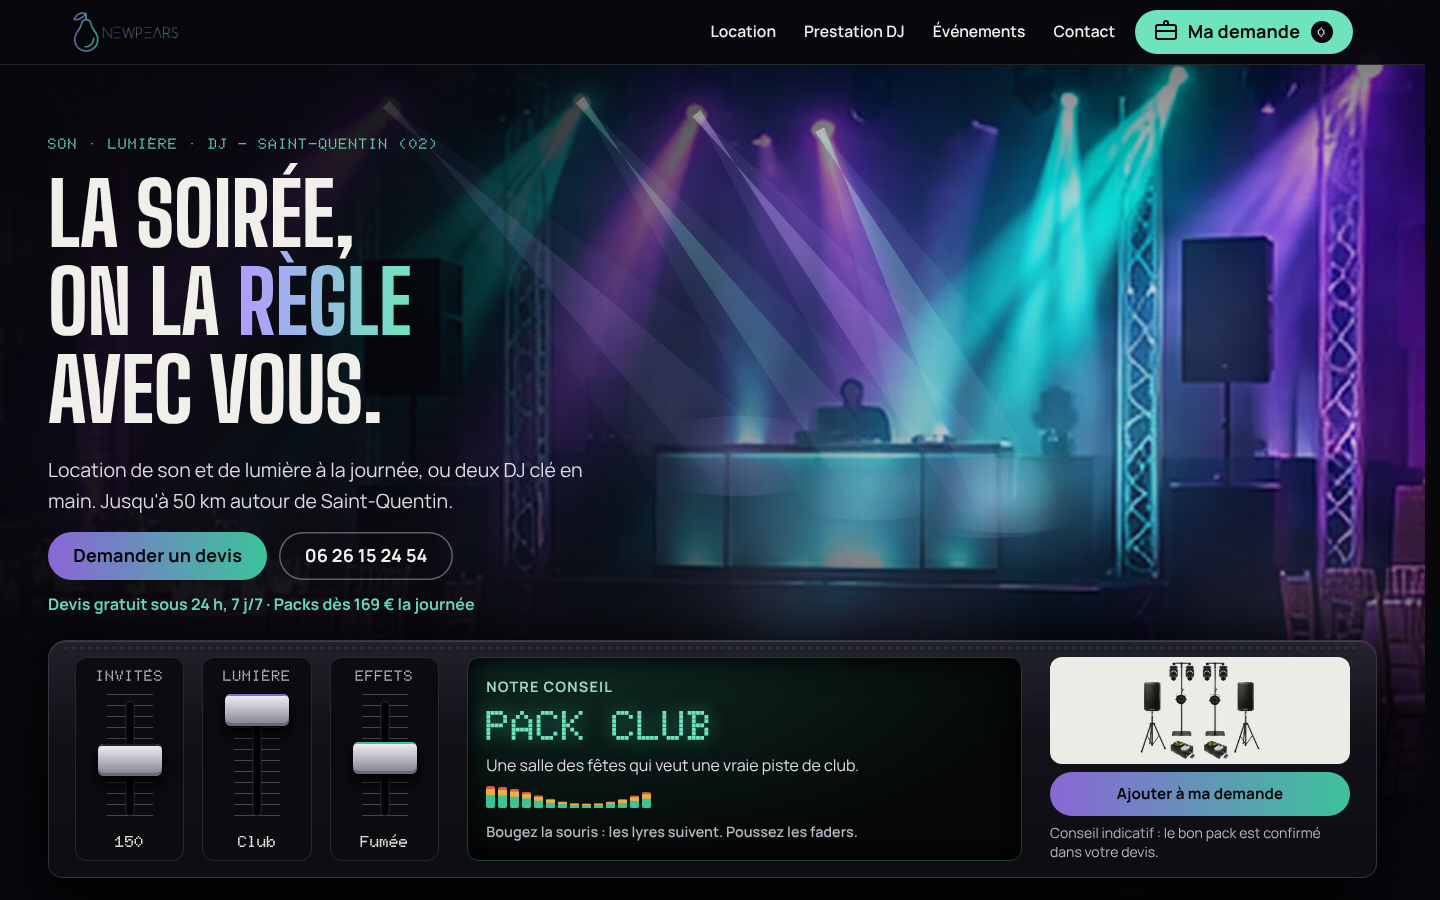 NEWPEARS
Location
Prestation DJ
Événements
Contact
Ma demande
0
SON · LUMIÈRE · DJ — SAINT-QUENTIN (02)
LA SOIRÉE,
ON LA RÈGLE
AVEC VOUS.
Location de son et de lumière à la journée, ou deux DJ clé en
main. Jusqu'à 50 km autour de Saint-Quentin.
Demander un devis
06 26 15 24 54
Devis gratuit sous 24 h, 7 j/7 · Packs dès 169 € la journée
INVITÉS
150
LUMIÈRE
Club
EFFETS
Fumée
NOTRE CONSEIL
PACK CLUB
Une salle des fêtes qui veut une vraie piste de club.
Bougez la souris : les lyres suivent. Poussez les faders.
Ajouter à ma demande
Conseil indicatif : le bon pack est confirmé
dans votre devis.